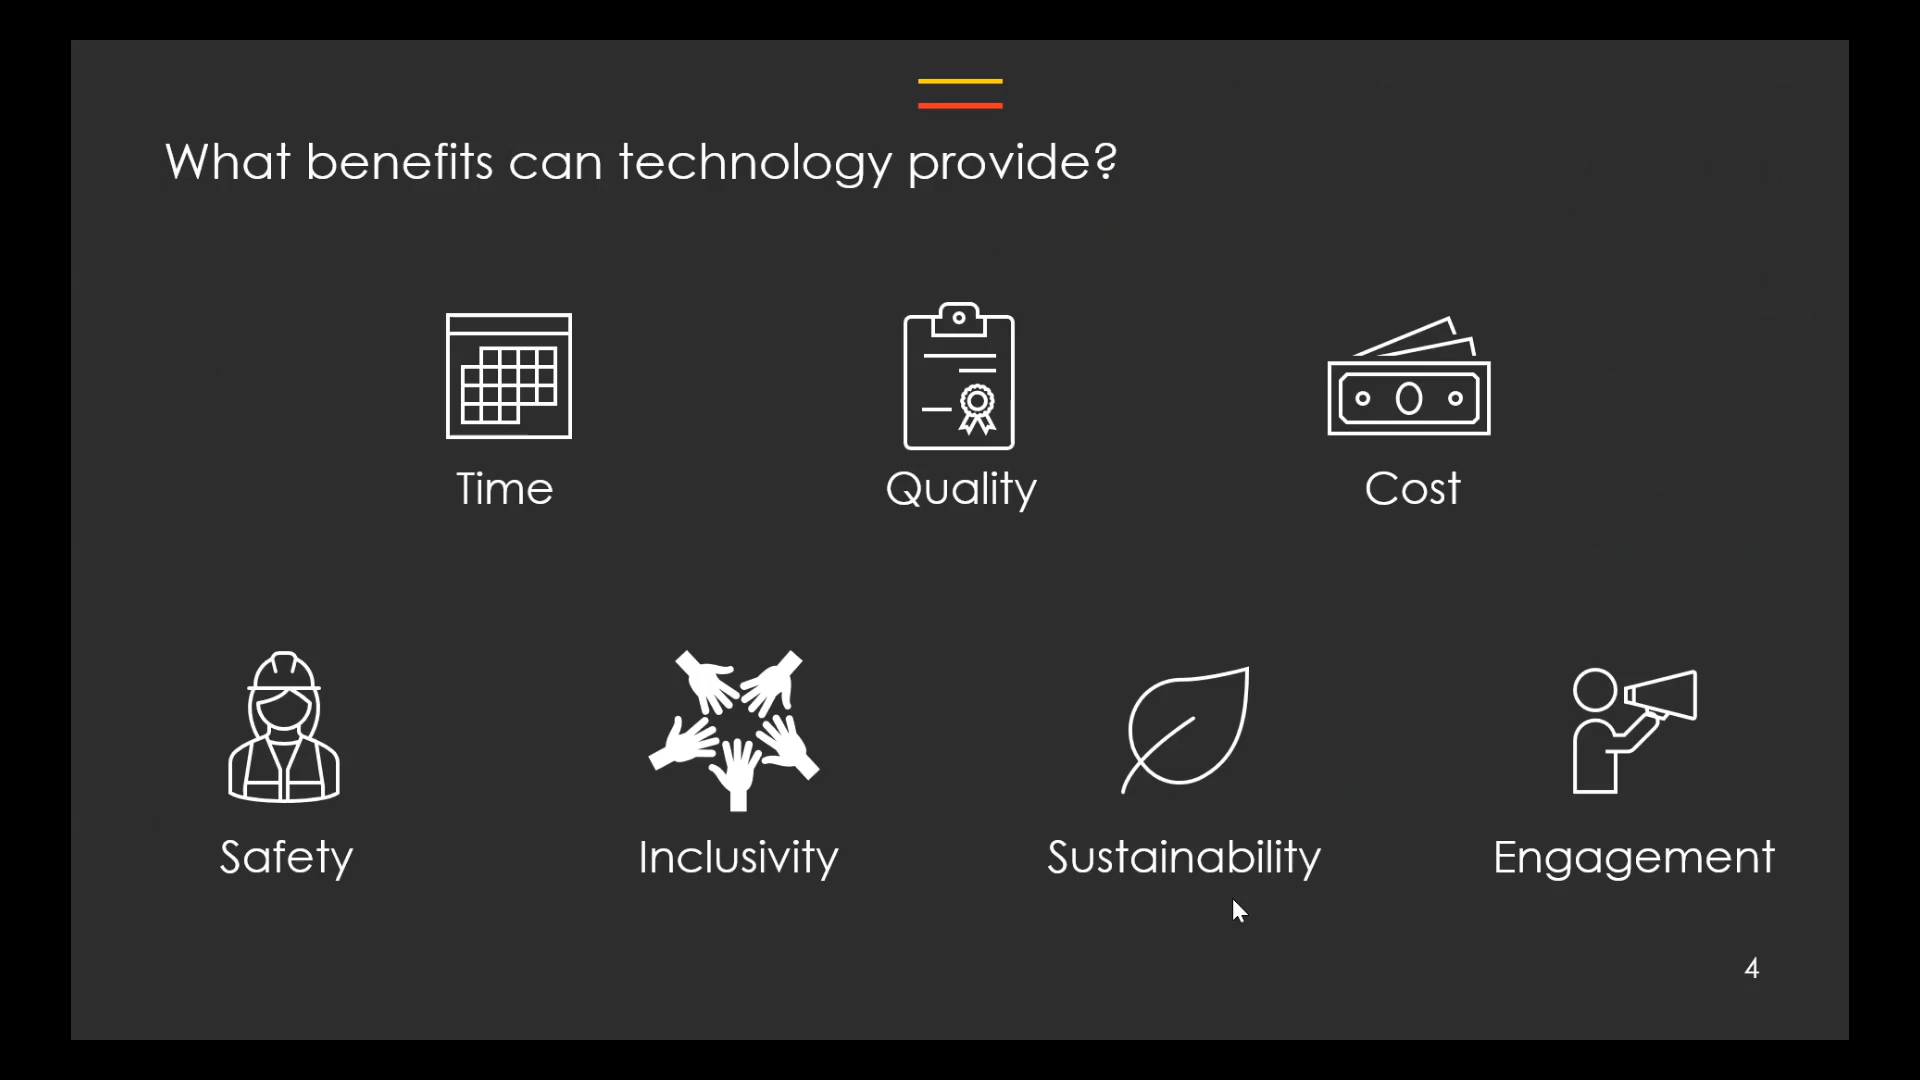 What benefits can technology provide?
Time
Quality
Cost
Safety
Inclusivity
Sustainability
Engagement
4